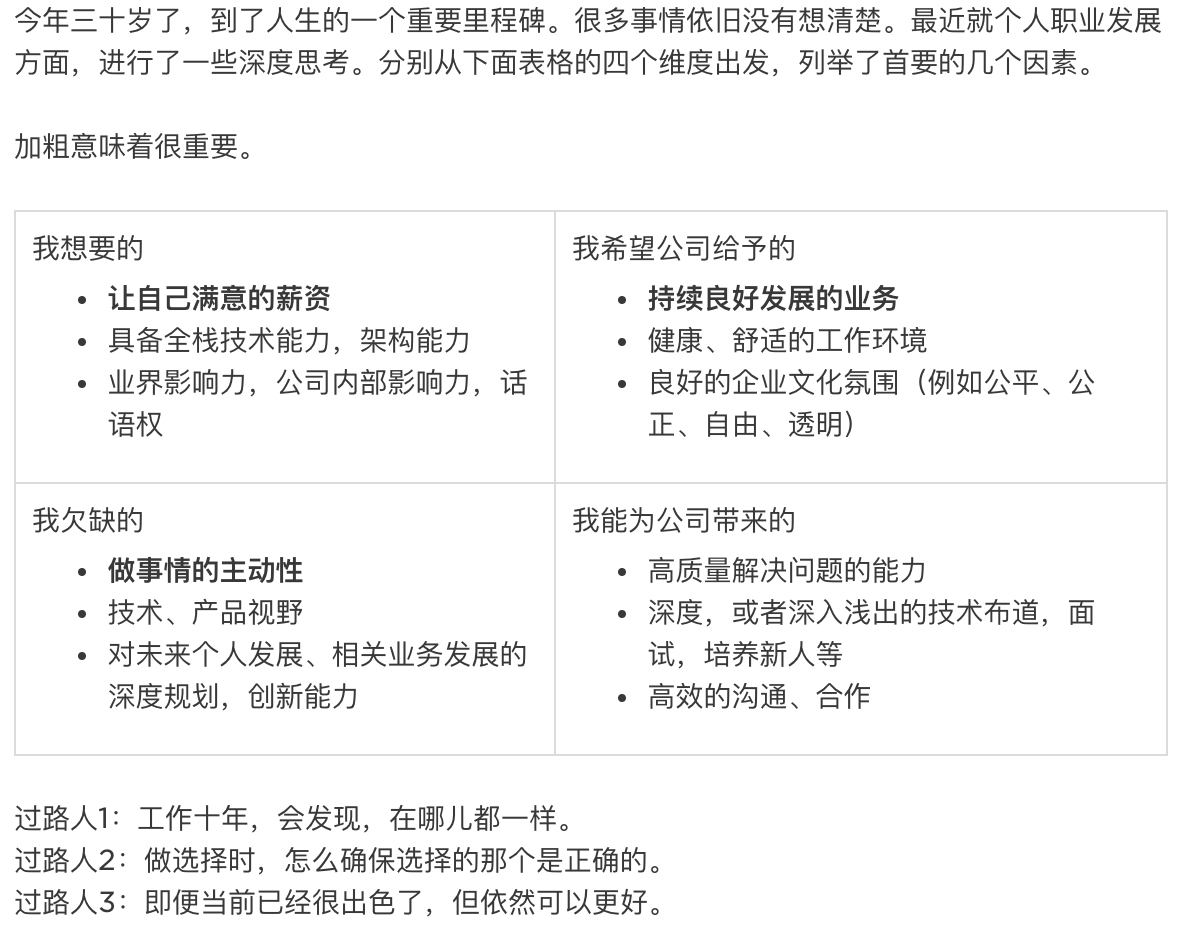 今年三十岁了，到了人生的一个重要里程碑。很多事情依旧没有想清楚。最近就个人职业发展
方面，进行了一些深度思考。分别从下面表格的四个维度出发，列举了首要的几个因素。
加粗意味着很重要。
我想要的
• 让自己满意的薪资
• 具备全栈技术能力，架构能力
• 业界影响力，公司内部影响力，话
语权
我希望公司给予的
• 持续良好发展的业务
• 健康、舒适的工作环境
• 良好的企业文化氛围（例如公平、公
正、自由、透明）
我欠缺的
• 做事情的主动性
• 技术、产品视野
• 对未来个人发展、相关业务发展的
深度规划，创新能力
我能为公司带来的
• 高质量解决问题的能力
• 深度，或者深入浅出的技术布道，面
试，培养新人等
• 高效的沟通、合作
过路人1：工作十年，会发现，在哪儿都一样。
过路人2：做选择时，怎么确保选择的那个是正确的。
过路人3：即便当前已经很出色了，但依然可以更好。